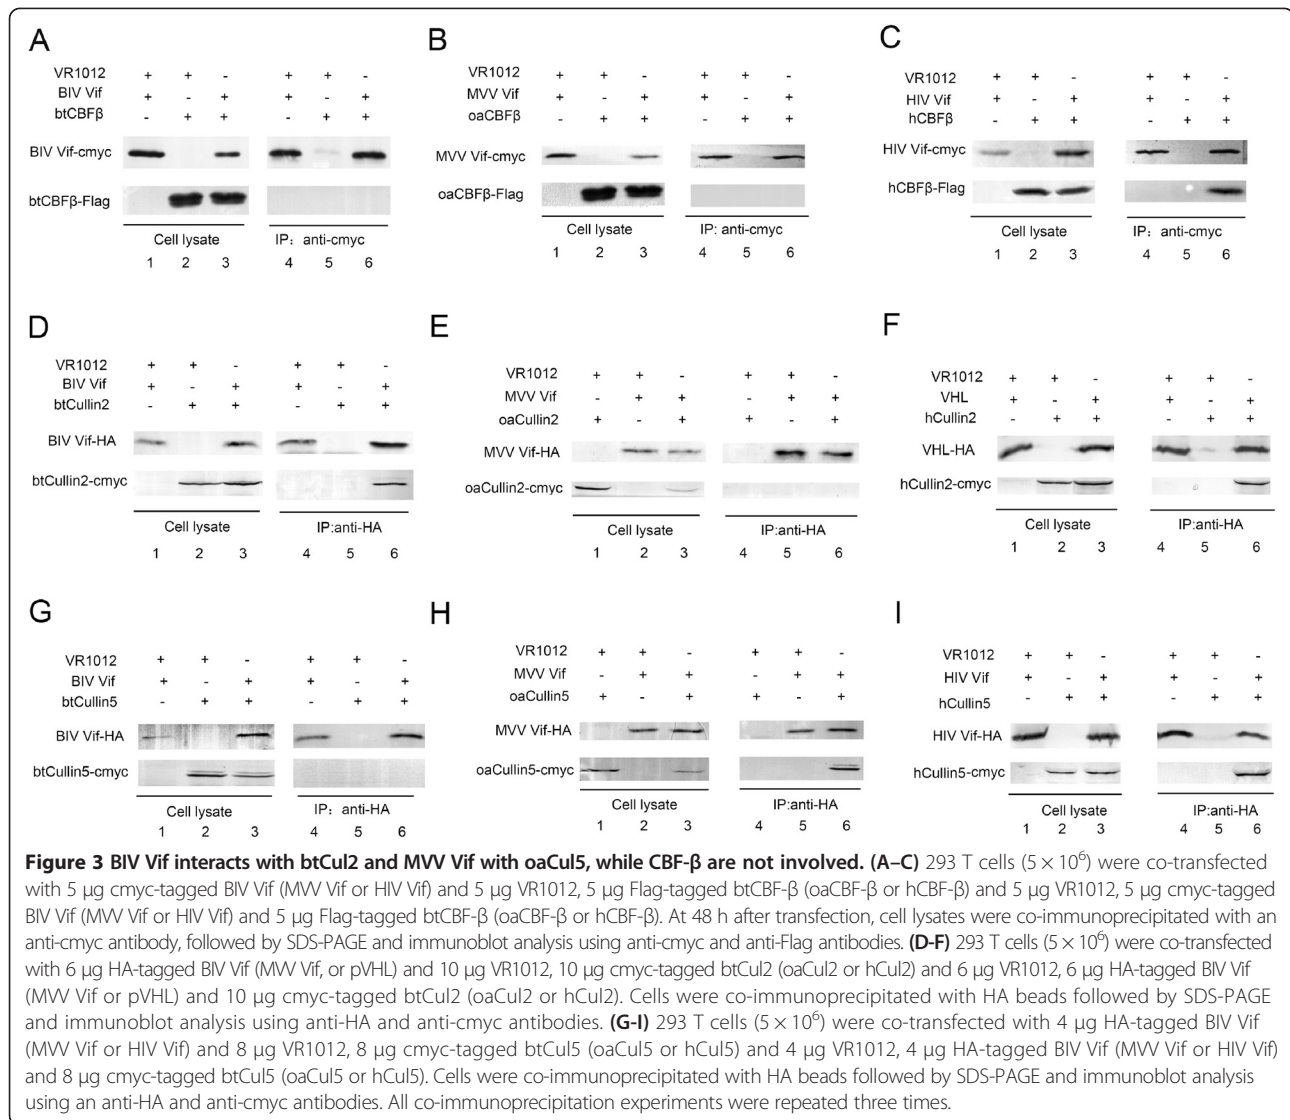 A
VR1012 + + - + + -
BIV Vif + - + + - +
btCBFβ - + + - + +
BIV Vif-cmyc
btCBFβ-Flag
Cell lysate IP: anti-cmyc
1 2 3 4 5 6
B
VR1012 + + - + + -
MVV Vif + - + + - +
oaCBFβ - + + - + +
MVV Vif-cmyc
oaCBFβ-Flag
Cell lysate IP: anti-cmyc
1 2 3 4 5 6
C
VR1012 + + - + + -
HIV Vif + - + + - +
hCBFβ - + + - + +
HIV Vif-cmyc
hCBFβ-Flag
Cell lysate IP: anti-cmyc
1 2 3 4 5 6
D
VR1012 + + - + + -
BIV Vif + - + + - +
btCullin2 - + + - + +
BIV Vif-HA
btCullin2-cmyc
Cell lysate IP:anti-HA
1 2 3 4 5 6
E
VR1012 + + - + + -
MVV Vif - + + - + +
oaCullin2 + - + + - +
MVV Vif-HA
oaCullin2-cmyc
Cell lysate IP:anti-HA
1 2 3 4 5 6
F
VR1012 + + - + + -
VHL + - + + - +
hCullin2 - + + - + +
VHL-HA
hCullin2-cmyc
Cell lysate IP:anti-HA
1 2 3 4 5 6
G
VR1012 + + - + + -
BIV Vif + - + + - +
btCullin5 - + + - + +
BIV Vif-HA
btCullin5-cmyc
Cell lysate IP: anti-HA
1 2 3 4 5 6
H
VR1012 + + - + + -
MVV Vif - + + - + +
oaCullin5 + - + + - +
MVV Vif-HA
oaCullin5-cmyc
Cell lysate IP:anti-HA
1 2 3 4 5 6
I
VR1012 + + - + + -
HIV Vif + - + + - +
hCullin5 - + + - + +
HIV Vif-HA
hCullin5-cmyc
Cell lysate IP:anti-HA
1 2 3 4 5 6
Figure 3 BIV Vif interacts with btCul2 and MVV Vif with oaCul5, while CBF-β are not involved. (A–C) 293 T cells (5 × 10⁶) were co-transfected
with 5 μg cmyc-tagged BIV Vif (MVV Vif or HIV Vif) and 5 μg VR1012, 5 μg Flag-tagged btCBF-β (oaCBF-β or hCBF-β) and 5 μg VR1012, 5 μg cmyc-tagged
BIV Vif (MVV Vif or HIV Vif) and 5 μg Flag-tagged btCBF-β (oaCBF-β or hCBF-β). At 48 h after transfection, cell lysates were co-immunoprecipitated with an
anti-cmyc antibody, followed by SDS-PAGE and immunoblot analysis using anti-cmyc and anti-Flag antibodies. (D-F) 293 T cells (5 × 10⁶) were co-transfected
with 6 μg HA-tagged BIV Vif (MVV Vif, or pVHL) and 10 μg VR1012, 10 μg cmyc-tagged btCul2 (oaCul2 or hCul2) and 6 μg VR1012, 6 μg HA-tagged BIV Vif
(MVV Vif or pVHL) and 10 μg cmyc-tagged btCul2 (oaCul2 or hCul2). Cells were co-immunoprecipitated with HA beads followed by SDS-PAGE
and immunoblot analysis using anti-HA and anti-cmyc antibodies. (G-I) 293 T cells (5 × 10⁶) were co-transfected with 4 μg HA-tagged BIV Vif
(MVV Vif or HIV Vif) and 8 μg VR1012, 8 μg cmyc-tagged btCul5 (oaCul5 or hCul5) and 4 μg VR1012, 4 μg HA-tagged BIV Vif (MVV Vif or HIV Vif)
and 8 μg cmyc-tagged btCul5 (oaCul5 or hCul5). Cells were co-immunoprecipitated with HA beads followed by SDS-PAGE and immunoblot analysis
using an anti-HA and anti-cmyc antibodies. All co-immunoprecipitation experiments were repeated three times.